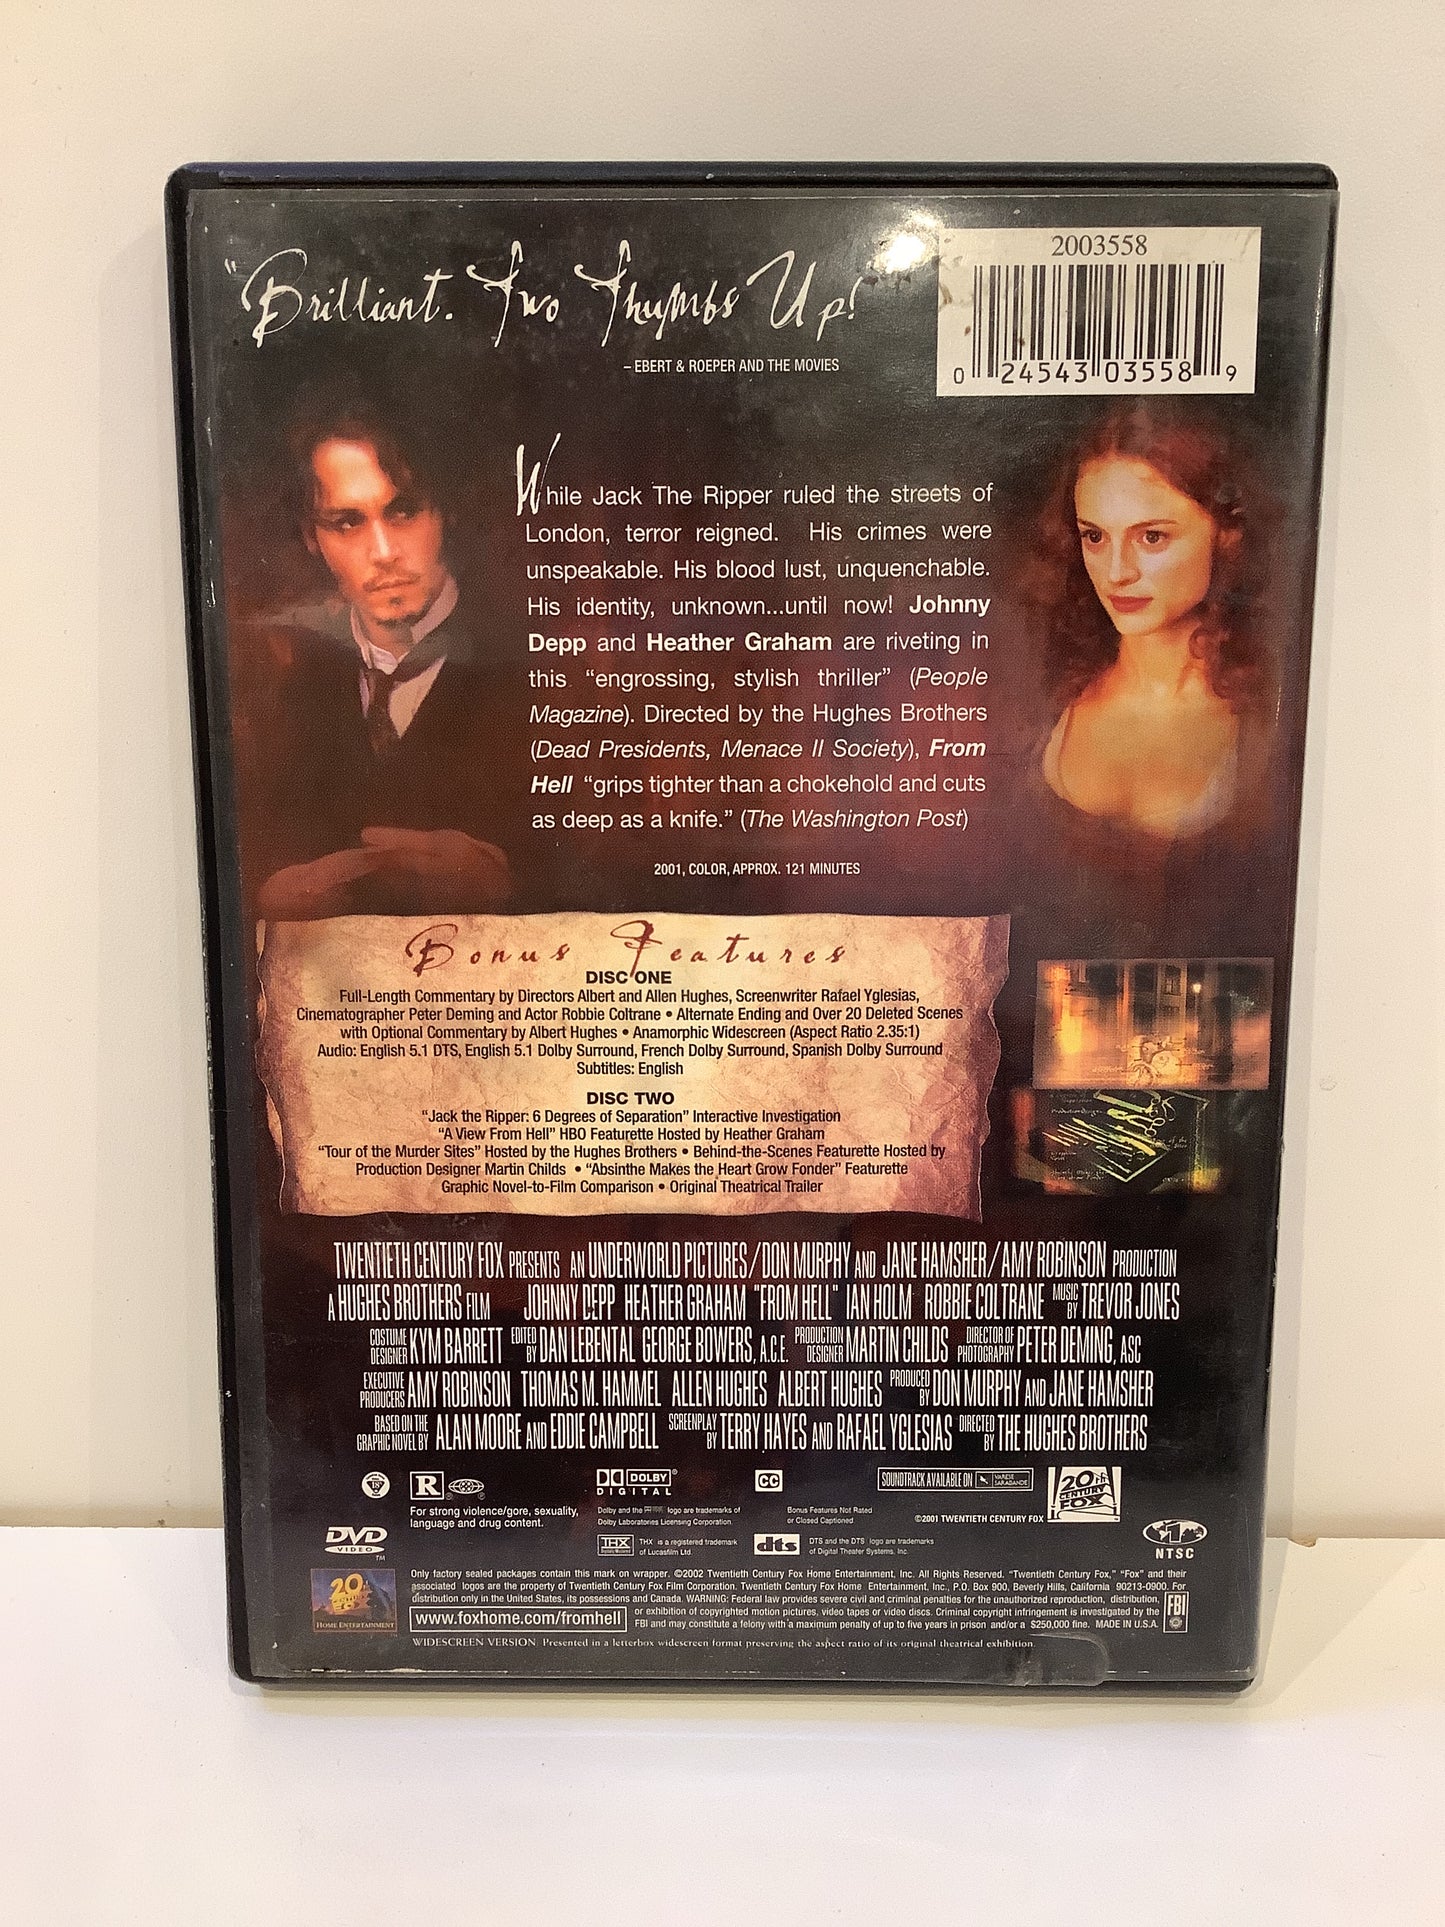 "Brilliant. Two Thumbs Up!
– EBERT & ROEPER AND THE MOVIES
2003558
0 24543 03558 9
While Jack The Ripper ruled the streets of
London, terror reigned. His crimes were
unspeakable. His blood lust, unquenchable.
His identity, unknown...until now! Johnny
Depp and Heather Graham are riveting in
this "engrossing, stylish thriller" (People
Magazine). Directed by the Hughes Brothers
(Dead Presidents, Menace II Society), From
Hell "grips tighter than a chokehold and cuts
as deep as a knife." (The Washington Post)
2001, COLOR, APPROX. 121 MINUTES
Bonus Features
DISC ONE
Full-Length Commentary by Directors Albert and Allen Hughes, Screenwriter Rafael Yglesias,
Cinematographer Peter Deming and Actor Robbie Coltrane • Alternate Ending and Over 20 Deleted Scenes
with Optional Commentary by Albert Hughes • Anamorphic Widescreen (Aspect Ratio 2.35:1)
Audio: English 5.1 DTS, English 5.1 Dolby Surround, French Dolby Surround, Spanish Dolby Surround
Subtitles: English
DISC TWO
"Jack the Ripper: 6 Degrees of Separation" Interactive Investigation
"A View From Hell" HBO Featurette Hosted by Heather Graham
"Tour of the Murder Sites" Hosted by the Hughes Brothers • Behind-the-Scenes Featurette Hosted by
Production Designer Martin Childs • "Absinthe Makes the Heart Grow Fonder" Featurette
Graphic Novel-to-Film Comparison • Original Theatrical Trailer
TWENTIETH CENTURY FOX PRESENTS AN UNDERWORLD PICTURES/DON MURPHY AND JANE HAMSHER/AMY ROBINSON PRODUCTION
A HUGHES BROTHERS FILM JOHNNY DEPP HEATHER GRAHAM "FROM HELL" IAN HOLM ROBBIE COLTRANE MUSIC BY TREVOR JONES
COSTUME DESIGNER KYM BARRETT EDITED BY DAN LEBENTAL GEORGE BOWERS, A.C.E. PRODUCTION DESIGNER MARTIN CHILDS DIRECTOR OF PHOTOGRAPHY PETER DEMING, ASC
EXECUTIVE PRODUCERS AMY ROBINSON THOMAS M. HAMMEL ALLEN HUGHES ALBERT HUGHES PRODUCED BY DON MURPHY AND JANE HAMSHER
BASED ON THE GRAPHIC NOVEL BY ALAN MOORE AND EDDIE CAMPBELL SCREENPLAY BY TERRY HAYES AND RAFAEL YGLESIAS DIRECTED BY THE HUGHES BROTHERS
R
For strong violence/gore, sexuality,
language and drug content.
DOLBY
DIGITAL
Dolby and the logo are trademarks of
Dolby Laboratories Licensing Corporation.
CC
Bonus Features Not Rated
or Closed Captioned
SOUNDTRACK AVAILABLE ON VARESE SARABANDE
©2001 TWENTIETH CENTURY FOX
20TH CENTURY FOX
DVD
VIDEO
TM
THX
THX is a registered trademark
of Lucasfilm Ltd.
dts
DTS and the DTS logo are trademarks
of Digital Theater Systems, Inc.
1
NTSC
HOME ENTERTAINMENT
Only factory sealed packages contain this mark on wrapper. ©2002 Twentieth Century Fox Home Entertainment, Inc. All Rights Reserved. "Twentieth Century Fox," "Fox" and their
associated logos are the property of Twentieth Century Fox Film Corporation. Twentieth Century Fox Home Entertainment, Inc., P.O. Box 900, Beverly Hills, California 90213-0900. For
distribution only in the United States, its possessions and Canada. WARNING: Federal law provides severe civil and criminal penalties for the unauthorized reproduction, distribution,
www.foxhome.com/fromhell
or exhibition of copyrighted motion pictures, video tapes or video discs. Criminal copyright infringement is investigated by the
FBI and may constitute a felony with a maximum penalty of up to five years in prison and/or a $250,000 fine. MADE IN U.S.A.
FBI
WIDESCREEN VERSION Presented in a letterbox widescreen format preserving the aspect ratio of its original theatrical exhibition.